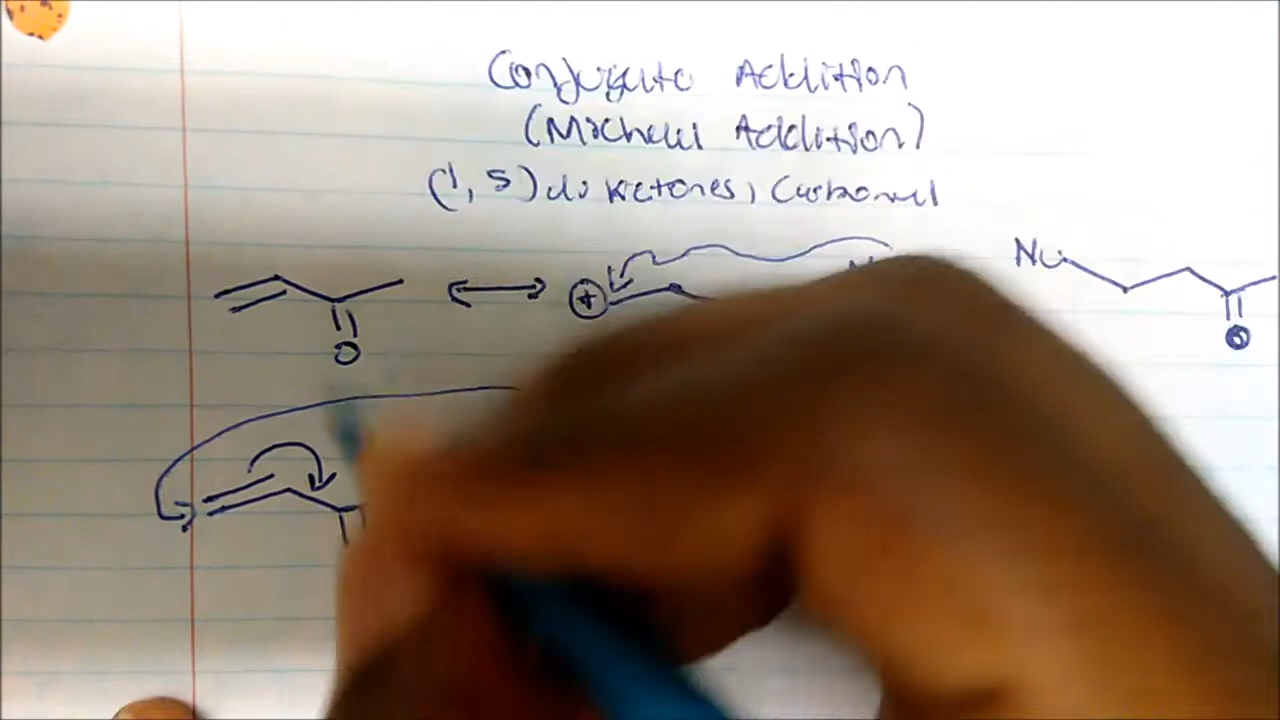 Conjugate Addition
(Michael Addition)
(1,5) di ketones, Carbonyl
⊕ Nu
O O